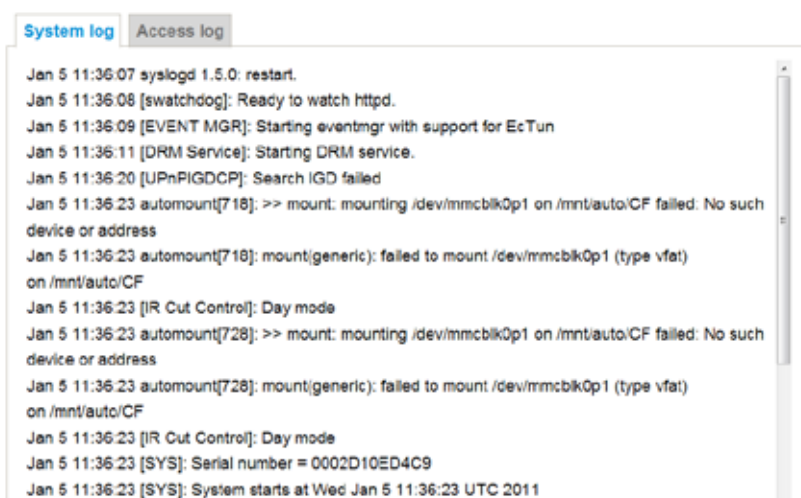 System log Access log
Jan 5 11:36:07 syslogd 1.5.0: restart.
Jan 5 11:36:08 [swatchdog]: Ready to watch httpd.
Jan 5 11:36:09 [EVENT MGR]: Starting eventmgr with support for EcTun
Jan 5 11:36:11 [DRM Service]: Starting DRM service.
Jan 5 11:36:20 [UPnPIGDCP]: Search IGD failed
Jan 5 11:36:23 automount[718]: >> mount: mounting /dev/mmcblk0p1 on /mnt/auto/CF failed: No such
device or address
Jan 5 11:36:23 automount[718]: mount(generic): failed to mount /dev/mmcblk0p1 (type vfat)
on /mnt/auto/CF
Jan 5 11:36:23 [IR Cut Control]: Day mode
Jan 5 11:36:23 automount[728]: >> mount: mounting /dev/mmcblk0p1 on /mnt/auto/CF failed: No such
device or address
Jan 5 11:36:23 automount[728]: mount(generic): failed to mount /dev/mmcblk0p1 (type vfat)
on /mnt/auto/CF
Jan 5 11:36:23 [IR Cut Control]: Day mode
Jan 5 11:36:23 [SYS]: Serial number = 0002D10ED4C9
Jan 5 11:36:23 [SYS]: System starts at Wed Jan 5 11:36:23 UTC 2011